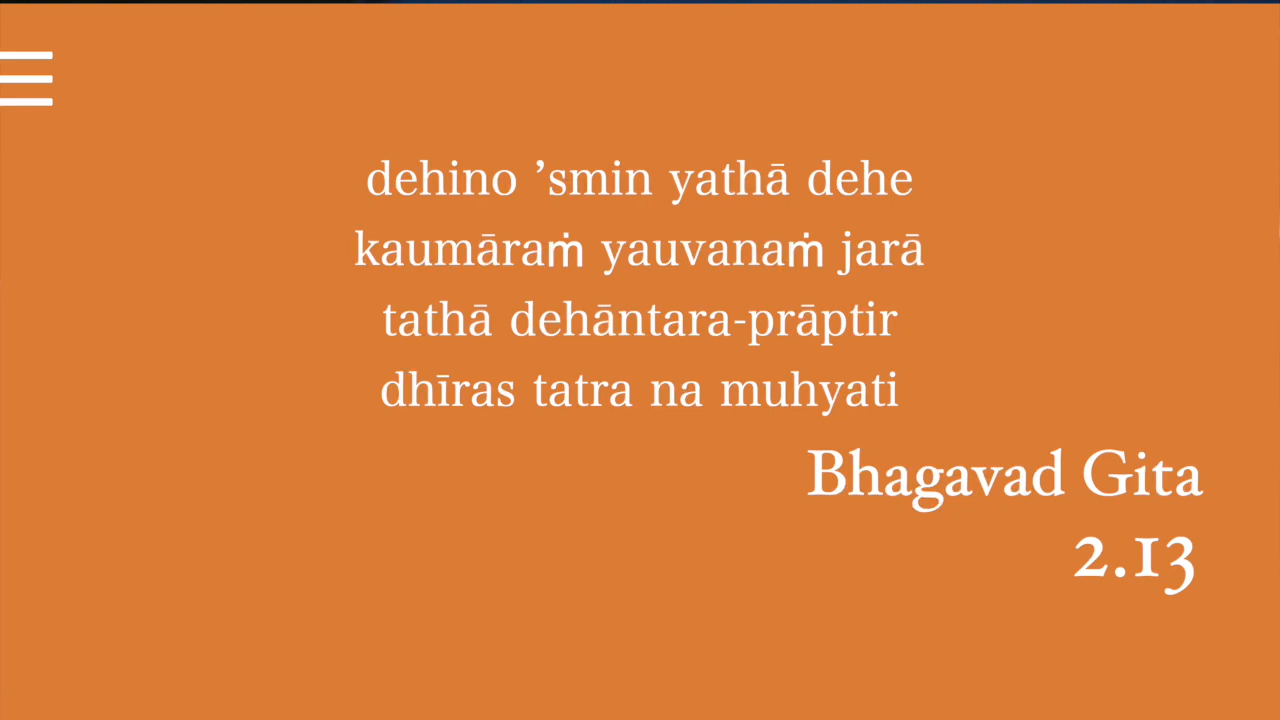 dehino ’smin yathā dehe
kaumāraṁ yauvanaṁ jarā
tathā dehāntara-prāptir
dhīras tatra na muhyati
Bhagavad Gita
2.13